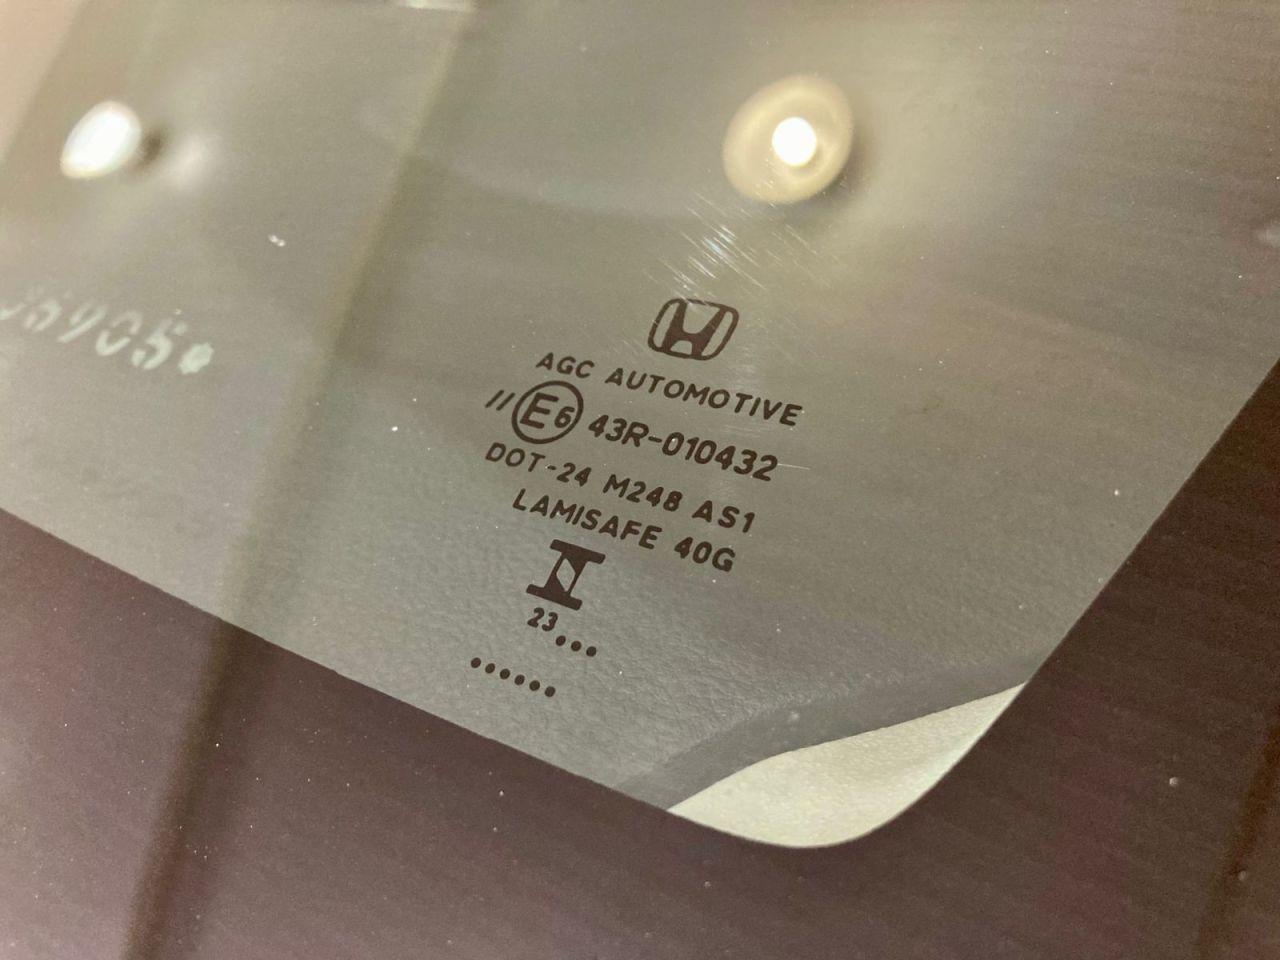 AGC AUTOMOTIVE
// E6 43R-010432
DOT-24 M248 AS1
LAMISAFE 40G
23...
......